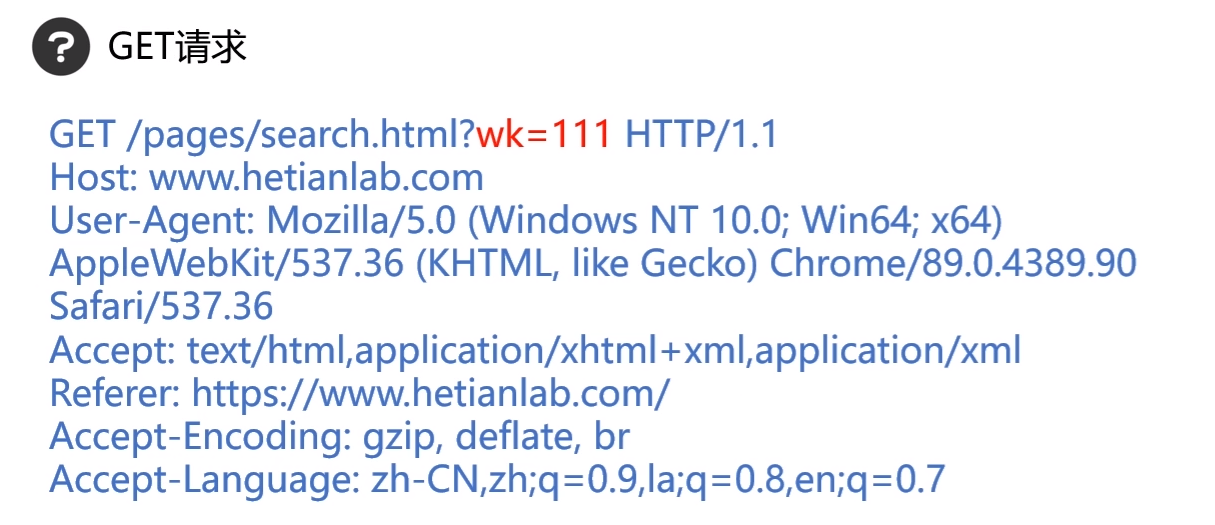 GET请求
GET /pages/search.html?wk=111 HTTP/1.1
Host: www.hetianlab.com
User-Agent: Mozilla/5.0 (Windows NT 10.0; Win64; x64)
AppleWebKit/537.36 (KHTML, like Gecko) Chrome/89.0.4389.90
Safari/537.36
Accept: text/html,application/xhtml+xml,application/xml
Referer: https://www.hetianlab.com/
Accept-Encoding: gzip, deflate, br
Accept-Language: zh-CN,zh;q=0.9,la;q=0.8,en;q=0.7